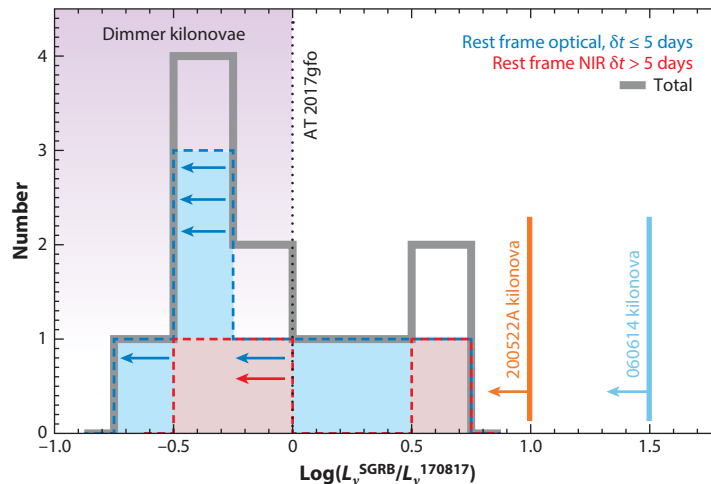 Dimmer kilonovae
Rest frame optical, δt ≤ 5 days
Rest frame NIR δt > 5 days
Total
AT 2017gfo
200522A kilonova
060614 kilonova
Number
4
3
2
1
0
−1.0
−0.5
0
0.5
1.0
1.5
Log(Lᵥ^SGRB/Lᵥ^170817)